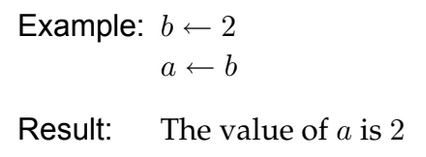 Example: b ← 2
a ← b
Result: The value of a is 2